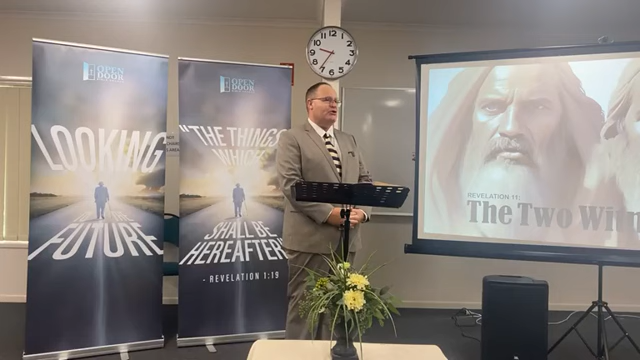 OPEN
DOOR
LOOKING
FUTURE
OPEN
DOOR
"THE THINGS
WHICH
SHALL BE
HEREAFTER"
- REVELATION 1:19
REVELATION 11:
The Two Wi